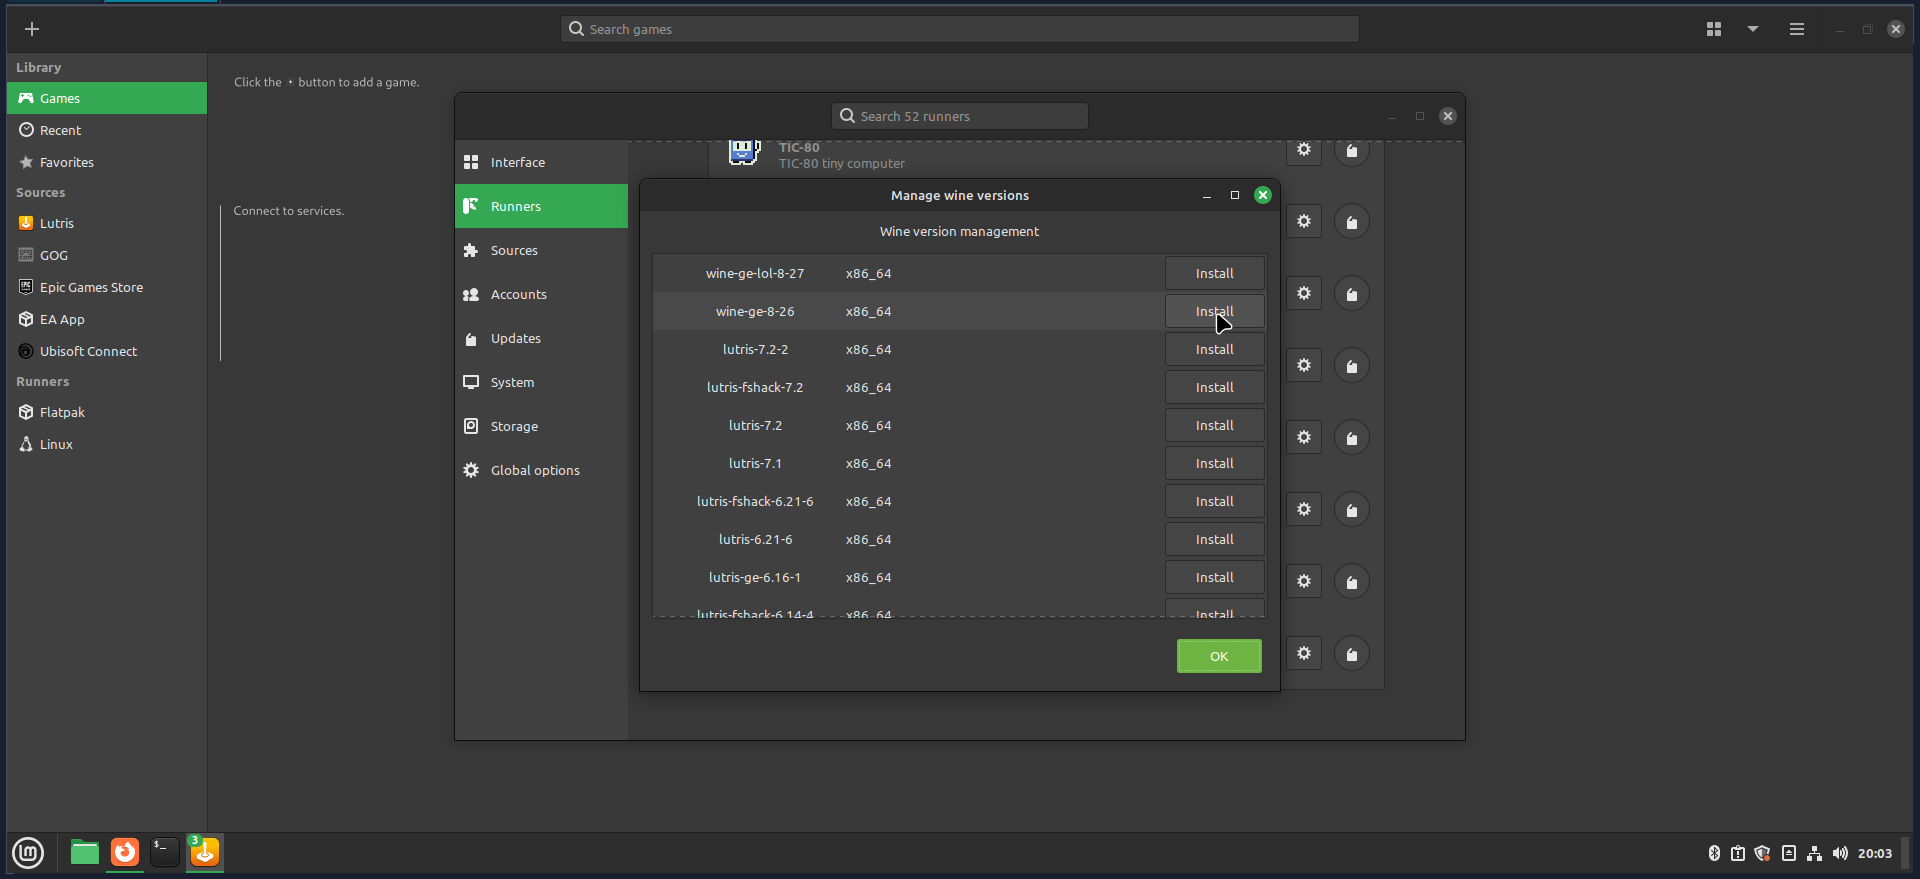 Search games
Library
Games
Recent
Favorites
Sources
Lutris
GOG
Epic Games Store
EA App
Ubisoft Connect
Runners
Flatpak
Linux
Click the + button to add a game.
Connect to services.
Search 52 runners
Interface
Runners
Sources
Accounts
Updates
System
Storage
Global options
TIC-80
TIC-80 tiny computer
Manage wine versions
Wine version management
wine-ge-lol-8-27 x86_64 Install
wine-ge-8-26 x86_64 Install
lutris-7.2-2 x86_64 Install
lutris-fshack-7.2 x86_64 Install
lutris-7.2 x86_64 Install
lutris-7.1 x86_64 Install
lutris-fshack-6.21-6 x86_64 Install
lutris-6.21-6 x86_64 Install
lutris-ge-6.16-1 x86_64 Install
lutris-fshack-6.14-4 x86_64 Install
OK
$_
3
20:03